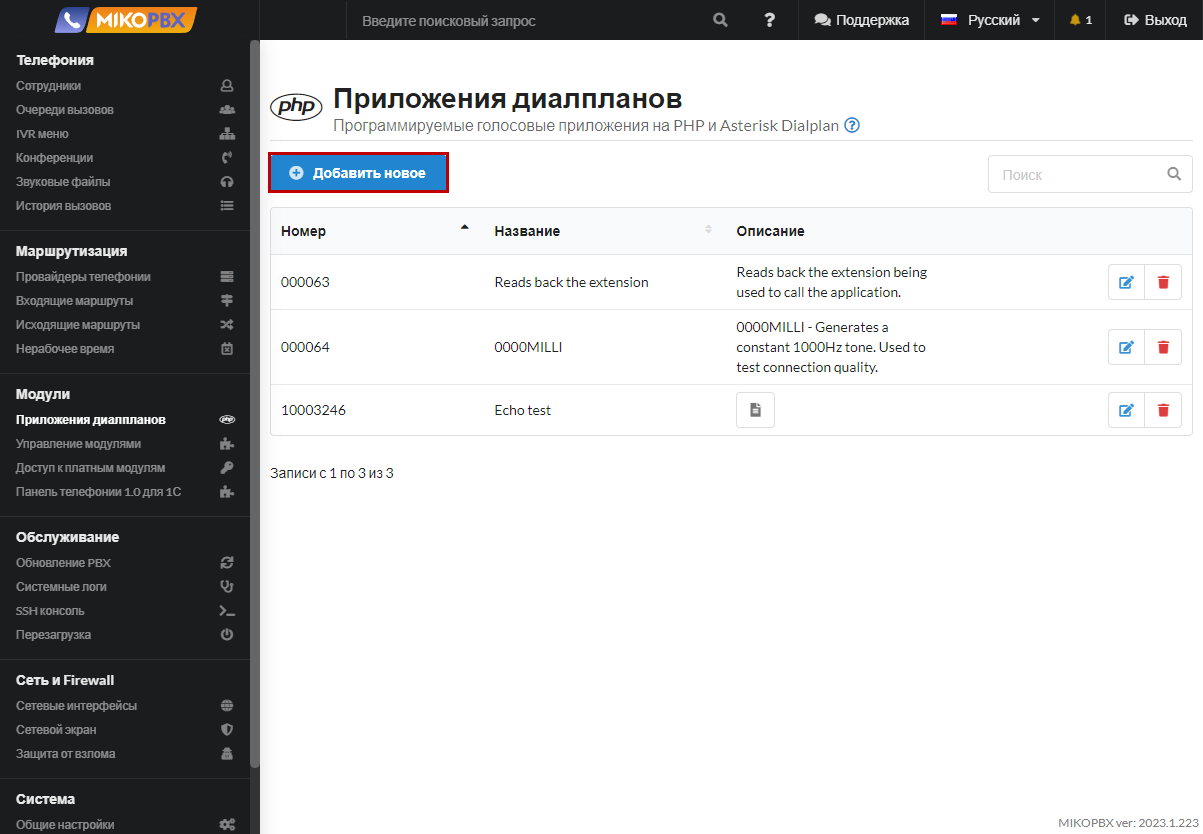 MIKOPBX
Введите поисковый запрос
?
Поддержка
Русский
1
Выход
Телефония
Сотрудники
Очереди вызовов
IVR меню
Конференции
Звуковые файлы
История вызовов
Маршрутизация
Провайдеры телефонии
Входящие маршруты
Исходящие маршруты
Нерабочее время
Модули
Приложения диалпланов
php
Управление модулями
Доступ к платным модулям
Панель телефонии 1.0 для 1С
Обслуживание
Обновление PBX
Системные логи
SSH консоль
Перезагрузка
Сеть и Firewall
Сетевые интерфейсы
Сетевой экран
Защита от взлома
Система
Общие настройки
php
Приложения диалпланов
Программируемые голосовые приложения на PHP и Asterisk Dialplan ?
Добавить новое
Поиск
Номер Название Описание
000063 Reads back the extension Reads back the extension being
used to call the application.
000064 0000MILLI 0000MILLI - Generates a
constant 1000Hz tone. Used to
test connection quality.
10003246 Echo test
Записи с 1 по 3 из 3
MIKOPBX ver: 2023.1.223